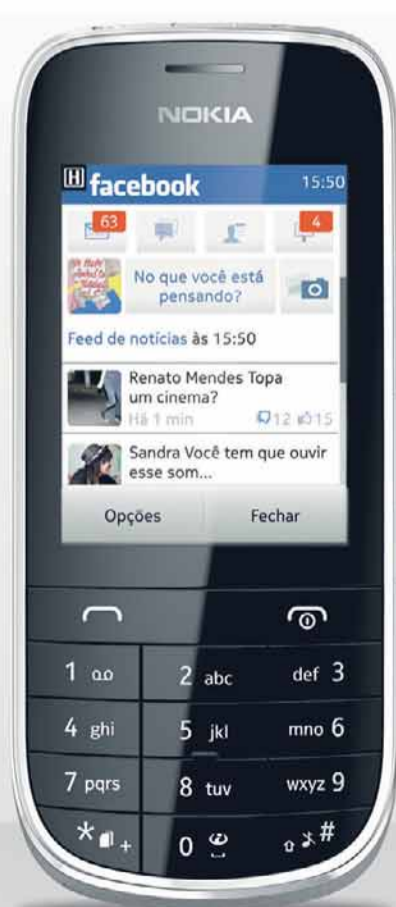 NOKIA
H facebook 15:50
63 4
No que você está
pensando?
Feed de notícias às 15:50
Renato Mendes Topa
um cinema?
Há 1 min 12 15
Sandra Você tem que ouvir
esse som...
Opções Fechar
1 2 abc def 3
4 ghi 5 jkl mno 6
7 pqrs 8 tuv wxyz 9
* + 0 #